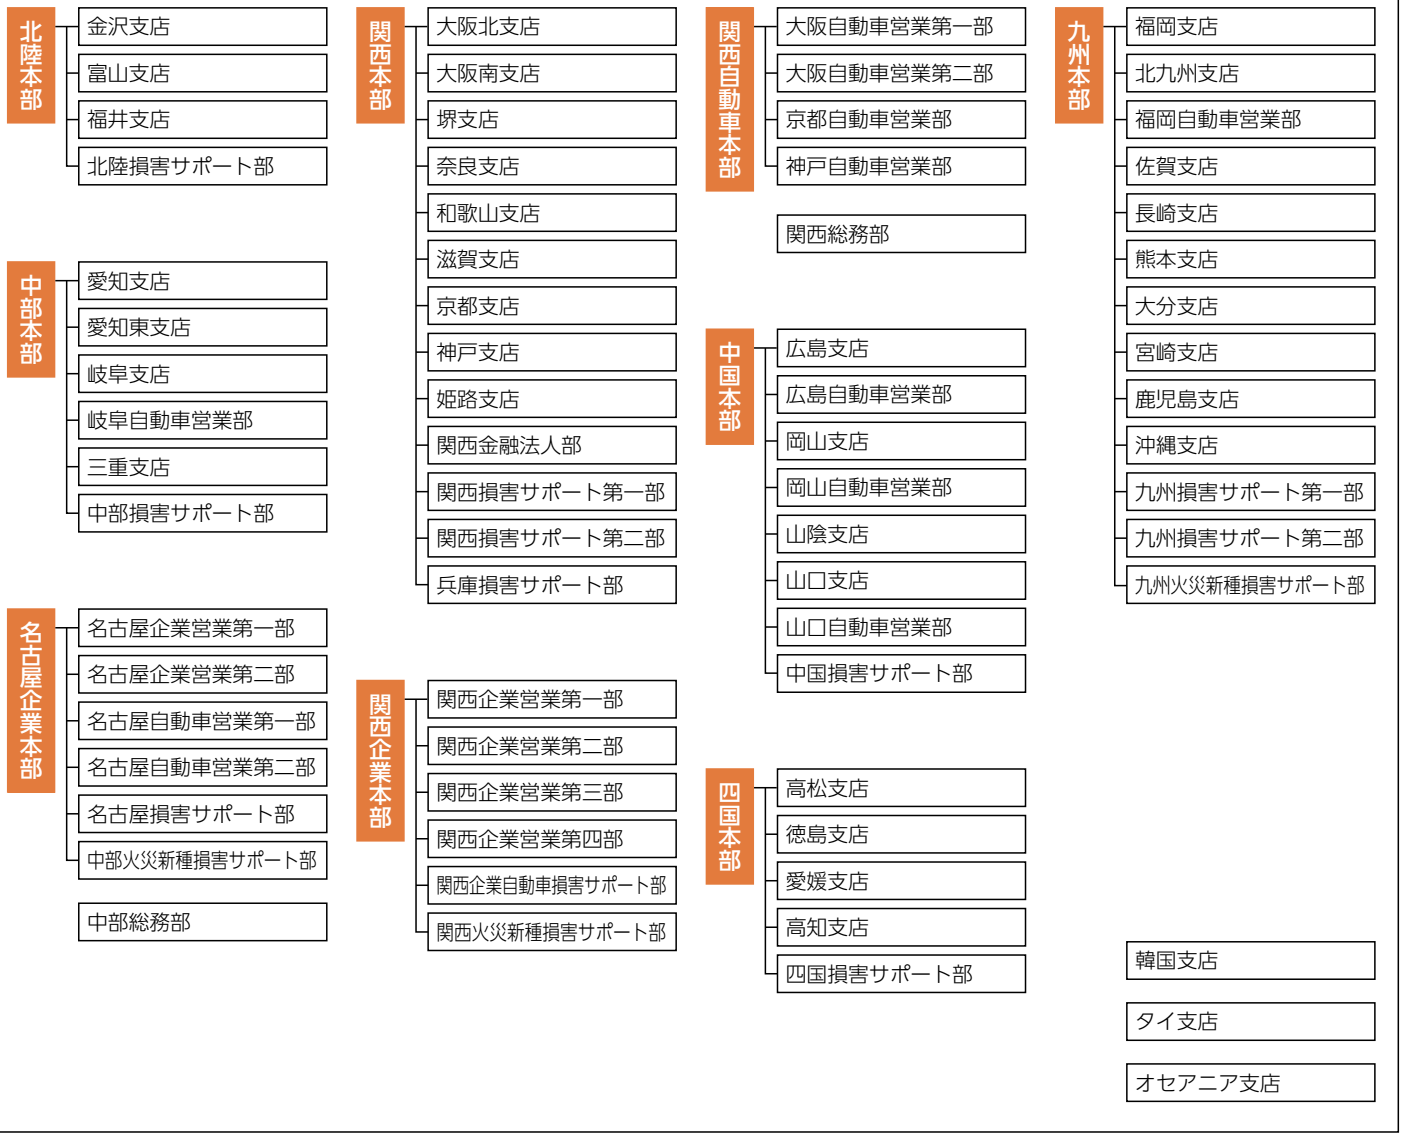 北陸本部
金沢支店
富山支店
福井支店
北陸損害サポート部
中部本部
愛知支店
愛知東支店
岐阜支店
岐阜自動車営業部
三重支店
中部損害サポート部
名古屋企業本部
名古屋企業営業第一部
名古屋企業営業第二部
名古屋自動車営業第一部
名古屋自動車営業第二部
名古屋損害サポート部
中部火災新種損害サポート部
中部総務部
関西本部
大阪北支店
大阪南支店
堺支店
奈良支店
和歌山支店
滋賀支店
京都支店
神戸支店
姫路支店
関西金融法人部
関西損害サポート第一部
関西損害サポート第二部
兵庫損害サポート部
関西企業本部
関西企業営業第一部
関西企業営業第二部
関西企業営業第三部
関西企業営業第四部
関西企業自動車損害サポート部
関西火災新種損害サポート部
関西自動車本部
大阪自動車営業第一部
大阪自動車営業第二部
京都自動車営業部
神戸自動車営業部
関西総務部
中国本部
広島支店
広島自動車営業部
岡山支店
岡山自動車営業部
山陰支店
山口支店
山口自動車営業部
中国損害サポート部
四国本部
高松支店
徳島支店
愛媛支店
高知支店
四国損害サポート部
九州本部
福岡支店
北九州支店
福岡自動車営業部
佐賀支店
長崎支店
熊本支店
大分支店
宮崎支店
鹿児島支店
沖縄支店
九州損害サポート第一部
九州損害サポート第二部
九州火災新種損害サポート部
韓国支店
タイ支店
オセアニア支店